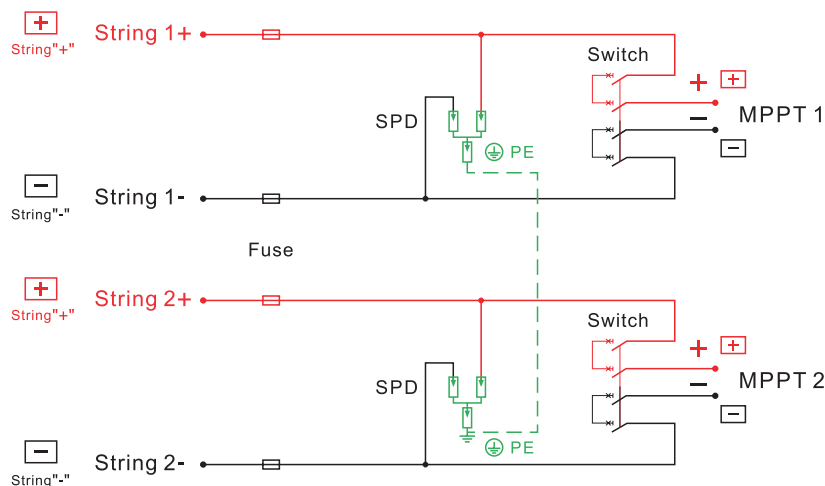 String 1+
String"+"
Switch
+
MPPT 1
−
SPD
PE
String 1-
String"-"
Fuse
String 2+
String"+"
Switch
+
MPPT 2
−
SPD
PE
String 2-
String"-"